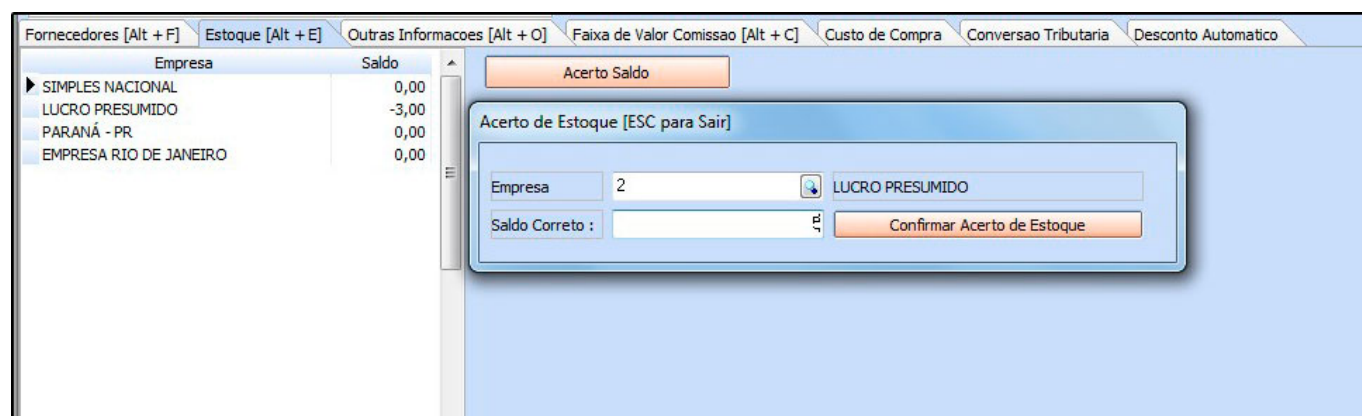 Fornecedores [Alt + F] Estoque [Alt + E] Outras Informacoes [Alt + O] Faixa de Valor Comissao [Alt + C] Custo de Compra Conversao Tributaria Desconto Automatico
Empresa Saldo
SIMPLES NACIONAL 0,00
LUCRO PRESUMIDO -3,00
PARANÁ - PR 0,00
EMPRESA RIO DE JANEIRO 0,00
Acerto Saldo
Acerto de Estoque [ESC para Sair]
Empresa 2 LUCRO PRESUMIDO
Saldo Correto : Confirmar Acerto de Estoque